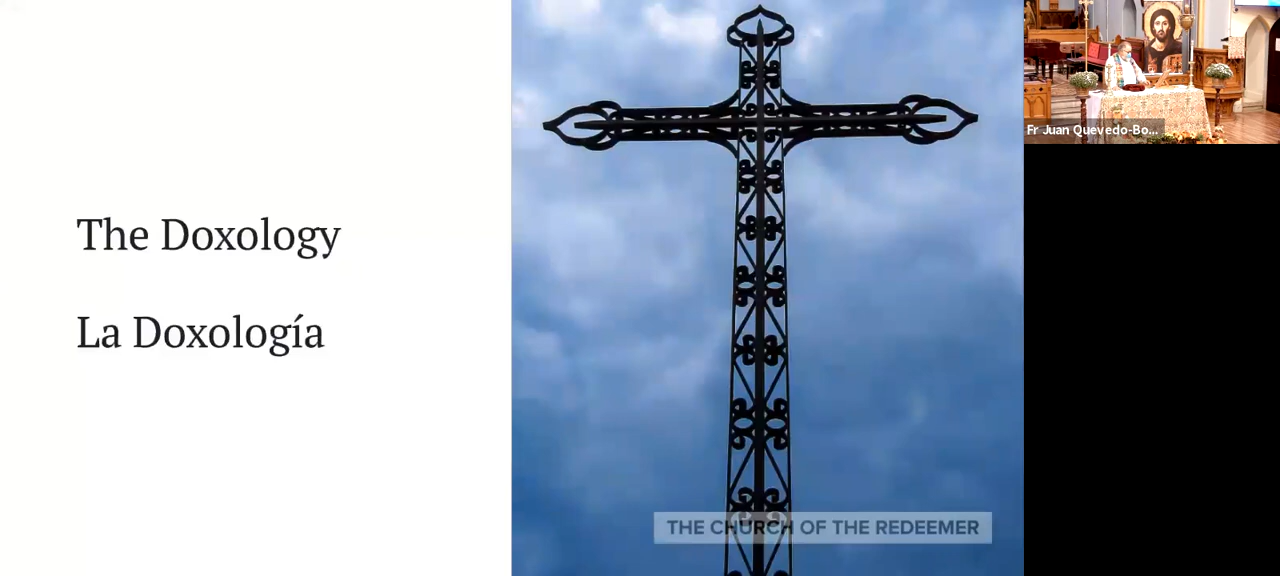 The Doxology
La Doxología
THE CHURCH OF THE REDEEMER
Fr Juan Quevedo-Bo...